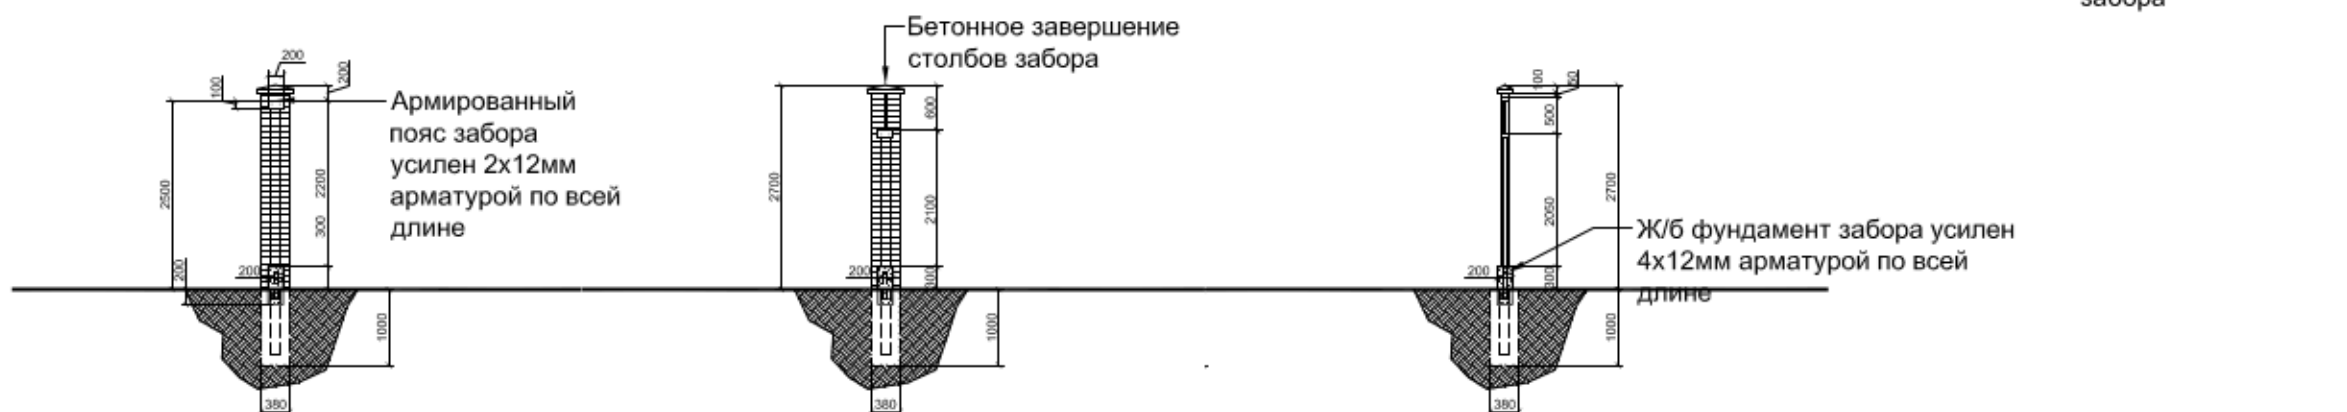 забора
Бетонное завершение
столбов забора
200
200
100
Армированный
пояс забора
усилен 2х12мм
арматурой по всей
длине
2500
2200
300
200
200
1000
380
2700
600
2100
300
200
1000
380
100
50
500
2050
2700
300
200
1000
380
Ж/б фундамент забора усилен
4х12мм арматурой по всей
длине